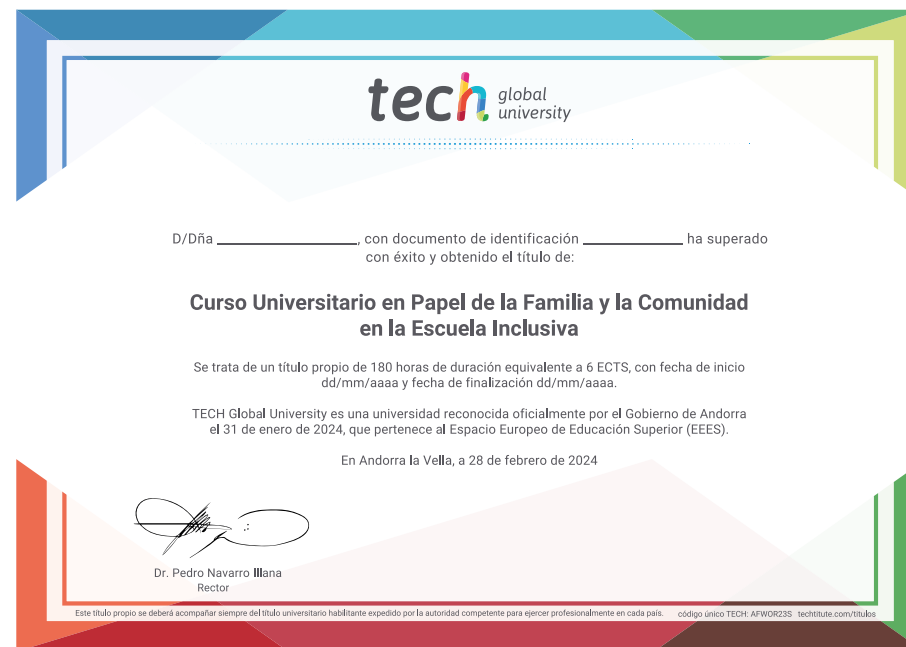 tech global university
D/Dña ____________________, con documento de identificación ______________ ha superado
con éxito y obtenido el título de:
Curso Universitario en Papel de la Familia y la Comunidad
en la Escuela Inclusiva
Se trata de un título propio de 180 horas de duración equivalente a 6 ECTS, con fecha de inicio
dd/mm/aaaa y fecha de finalización dd/mm/aaaa.
TECH Global University es una universidad reconocida oficialmente por el Gobierno de Andorra
el 31 de enero de 2024, que pertenece al Espacio Europeo de Educación Superior (EEES).
En Andorra la Vella, a 28 de febrero de 2024
Dr. Pedro Navarro Illana
Rector
Este título propio se deberá acompañar siempre del título universitario habilitante expedido por la autoridad competente para ejercer profesionalmente en cada país. código único TECH: AFWOR23S techtitute.com/titulos